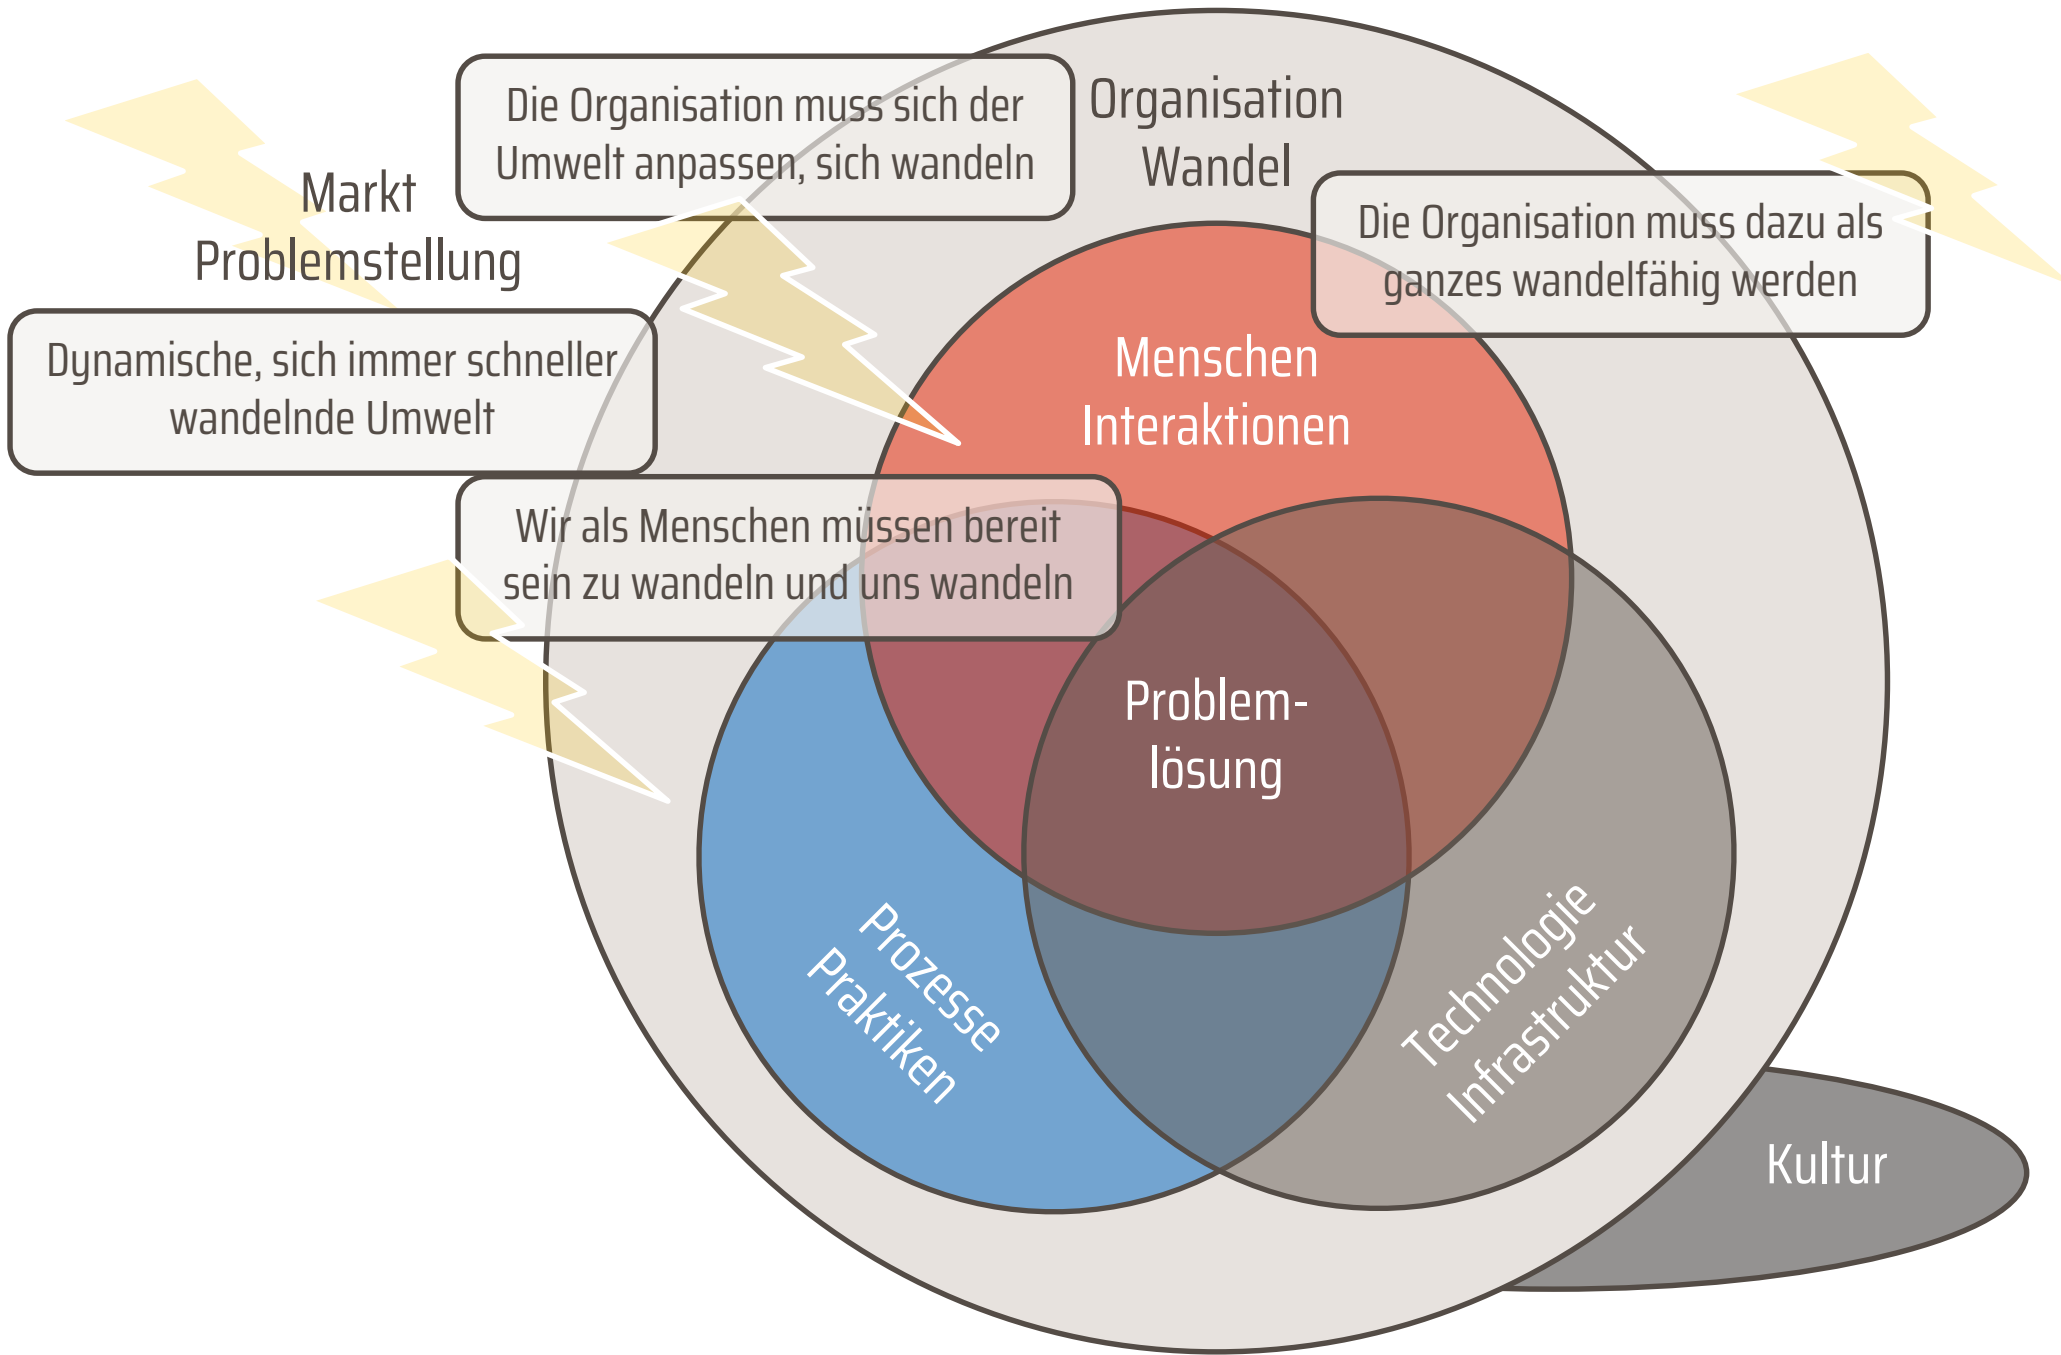 Die Organisation muss sich der
Umwelt anpassen, sich wandeln
Organisation
Wandel
Markt
Problemstellung
Die Organisation muss dazu als
ganzes wandelfähig werden
Dynamische, sich immer schneller
wandelnde Umwelt
Menschen
Interaktionen
Wir als Menschen müssen bereit
sein zu wandeln und uns wandeln
Problem-
lösung
Prozesse
Praktiken
Technologie
Infrastruktur
Kultur